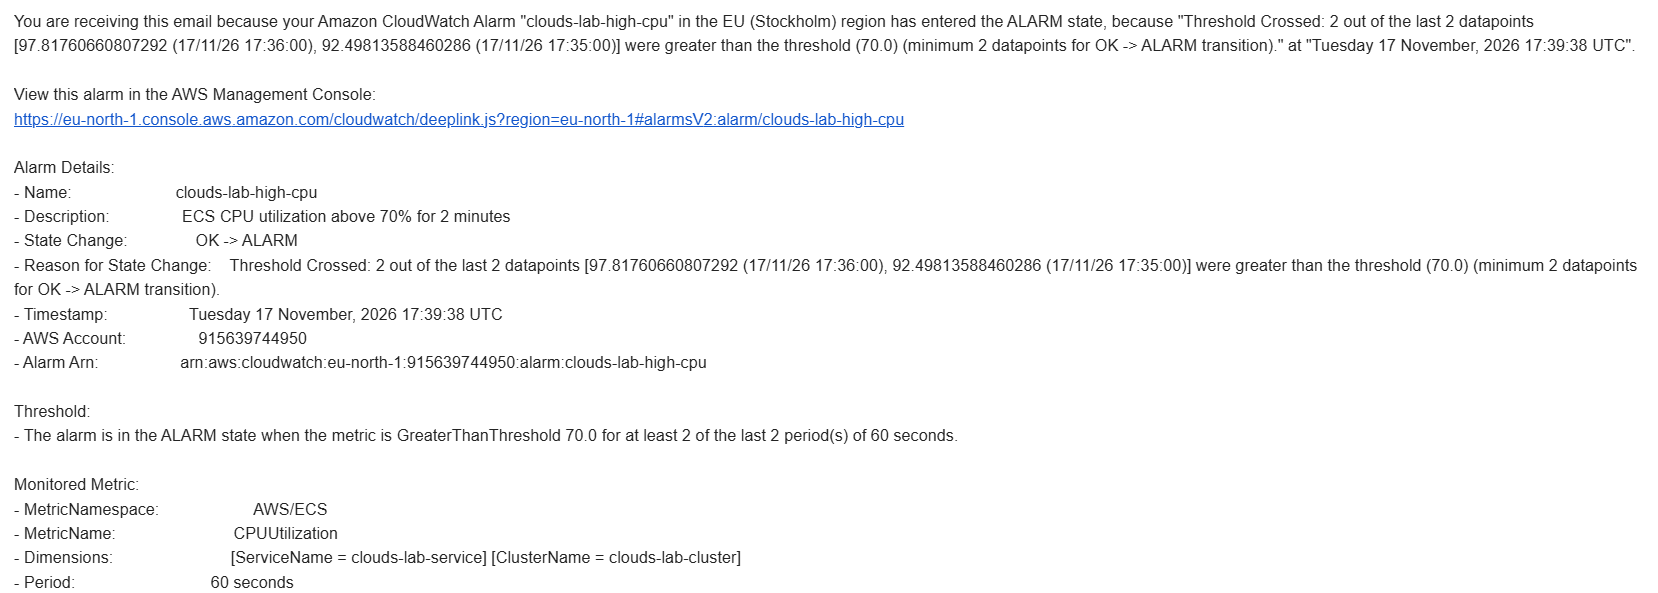 You are receiving this email because your Amazon CloudWatch Alarm "clouds-lab-high-cpu" in the EU (Stockholm) region has entered the ALARM state, because "Threshold Crossed: 2 out of the last 2 datapoints
[97.81760660807292 (17/11/26 17:36:00), 92.49813588460286 (17/11/26 17:35:00)] were greater than the threshold (70.0) (minimum 2 datapoints for OK -> ALARM transition)." at "Tuesday 17 November, 2026 17:39:38 UTC".
View this alarm in the AWS Management Console:
https://eu-north-1.console.aws.amazon.com/cloudwatch/deeplink.js?region=eu-north-1#alarmsV2:alarm/clouds-lab-high-cpu
Alarm Details:
- Name: clouds-lab-high-cpu
- Description: ECS CPU utilization above 70% for 2 minutes
- State Change: OK -> ALARM
- Reason for State Change: Threshold Crossed: 2 out of the last 2 datapoints [97.81760660807292 (17/11/26 17:36:00), 92.49813588460286 (17/11/26 17:35:00)] were greater than the threshold (70.0) (minimum 2 datapoints
for OK -> ALARM transition).
- Timestamp: Tuesday 17 November, 2026 17:39:38 UTC
- AWS Account: 915639744950
- Alarm Arn: arn:aws:cloudwatch:eu-north-1:915639744950:alarm:clouds-lab-high-cpu
Threshold:
- The alarm is in the ALARM state when the metric is GreaterThanThreshold 70.0 for at least 2 of the last 2 period(s) of 60 seconds.
Monitored Metric:
- MetricNamespace: AWS/ECS
- MetricName: CPUUtilization
- Dimensions: [ServiceName = clouds-lab-service] [ClusterName = clouds-lab-cluster]
- Period: 60 seconds